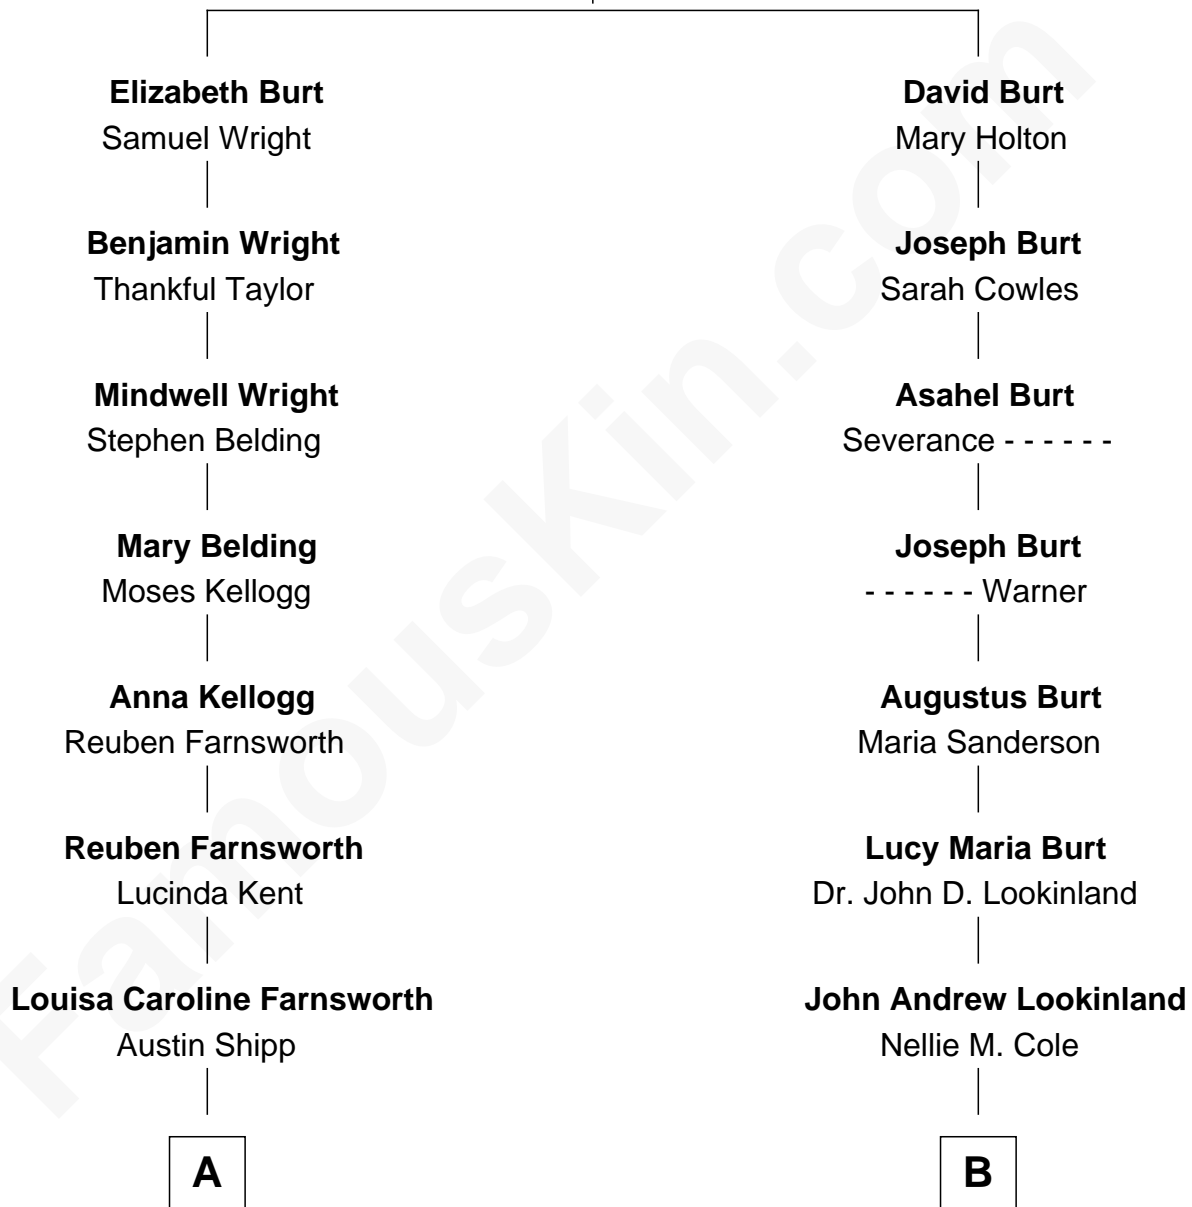 Elizabeth Burt
Samuel Wright
David Burt
Mary Holton
Benjamin Wright
Thankful Taylor
Joseph Burt
Sarah Cowles
Mindwell Wright
Stephen Belding
Asahel Burt
Severance - - - - - -
Mary Belding
Moses Kellogg
Joseph Burt
- - - - - - Warner
Anna Kellogg
Reuben Farnsworth
Augustus Burt
Maria Sanderson
Reuben Farnsworth
Lucinda Kent
Lucy Maria Burt
Dr. John D. Lookinland
Louisa Caroline Farnsworth
Austin Shipp
John Andrew Lookinland
Nellie M. Cole
A
B
FamousKin.com